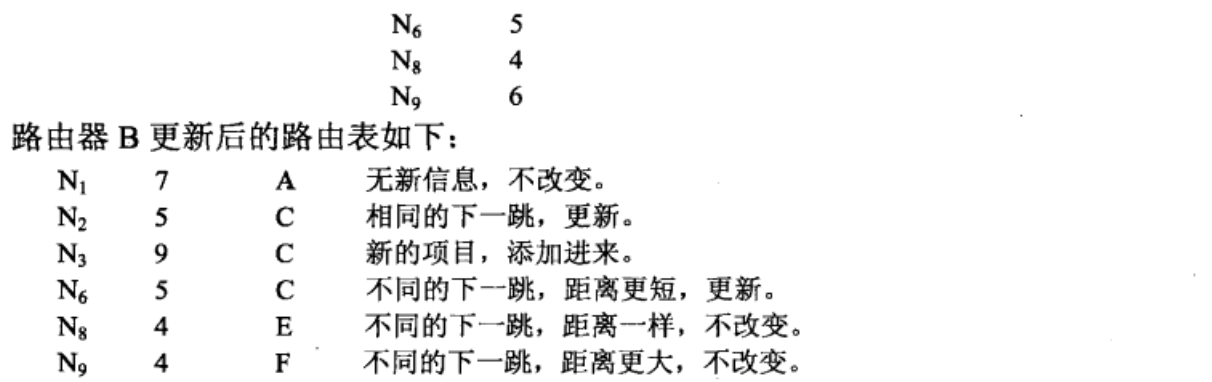 N₆ 5
N₈ 4
N₉ 6
路由器 B 更新后的路由表如下：
N₁ 7 A 无新信息，不改变。
N₂ 5 C 相同的下一跳，更新。
N₃ 9 C 新的项目，添加进来。
N₆ 5 C 不同的下一跳，距离更短，更新。
N₈ 4 E 不同的下一跳，距离一样，不改变。
N₉ 4 F 不同的下一跳，距离更大，不改变。